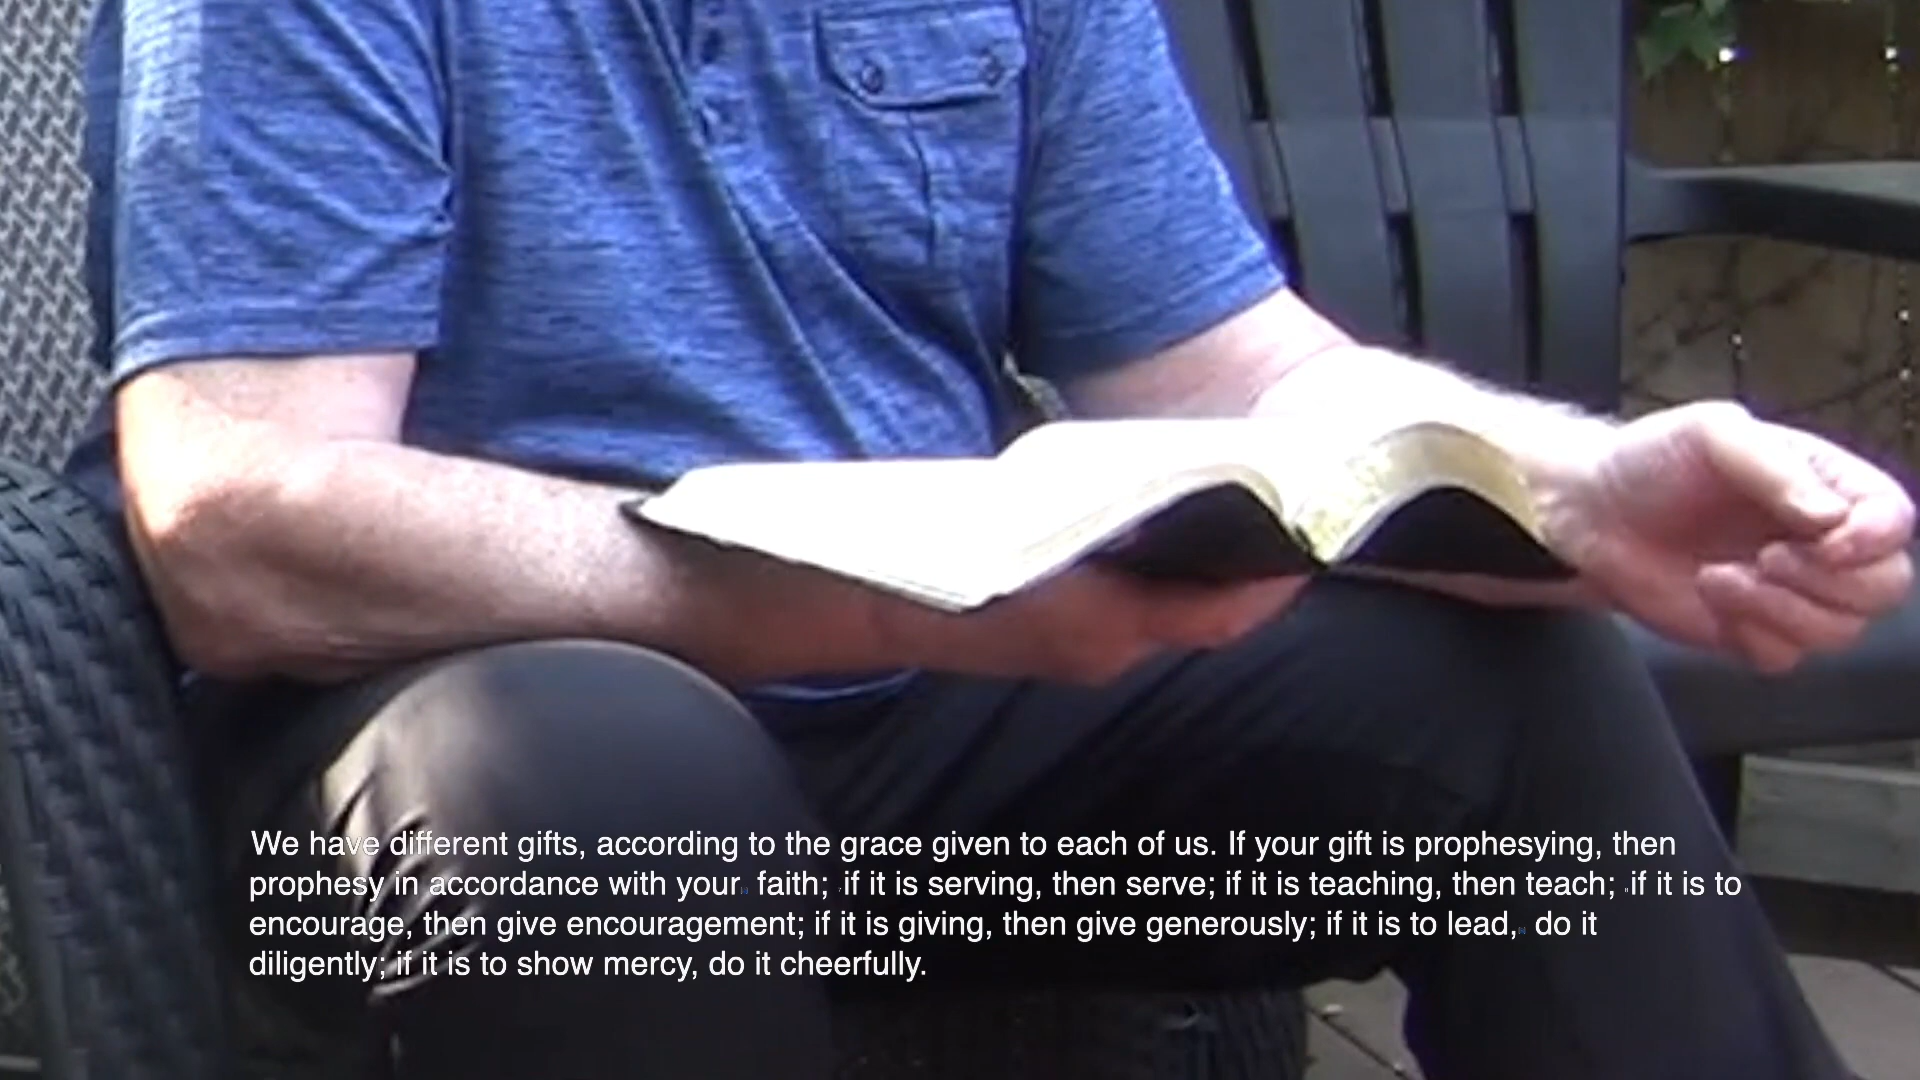 We have different gifts, according to the grace given to each of us. If your gift is prophesying, then
prophesy in accordance with your faith; if it is serving, then serve; if it is teaching, then teach; if it is to
encourage, then give encouragement; if it is giving, then give generously; if it is to lead, do it
diligently; if it is to show mercy, do it cheerfully.